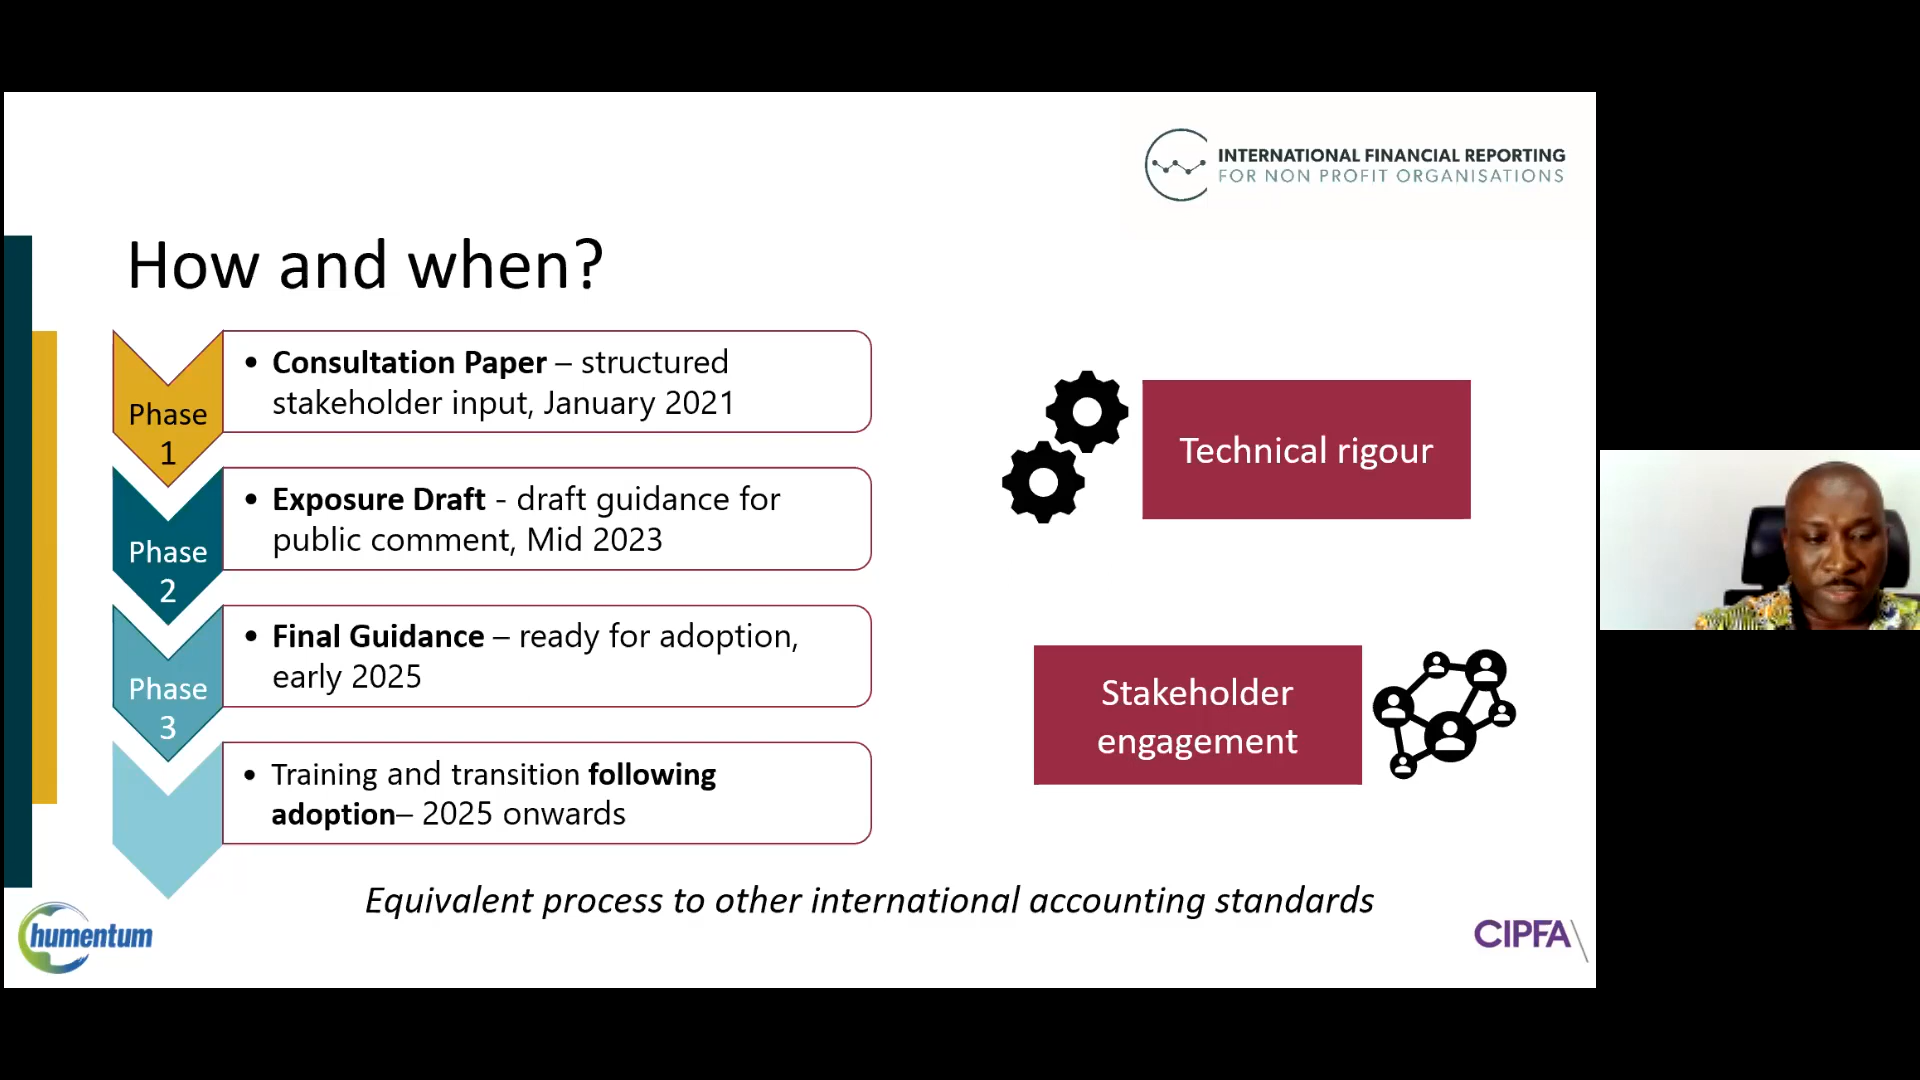 INTERNATIONAL FINANCIAL REPORTING
FOR NON PROFIT ORGANISATIONS
How and when?
Phase
1
• Consultation Paper – structured
stakeholder input, January 2021
Phase
2
• Exposure Draft - draft guidance for
public comment, Mid 2023
Phase
3
• Final Guidance – ready for adoption,
early 2025
• Training and transition following
adoption– 2025 onwards
Technical rigour
Stakeholder
engagement
Equivalent process to other international accounting standards
humentum
CIPFA